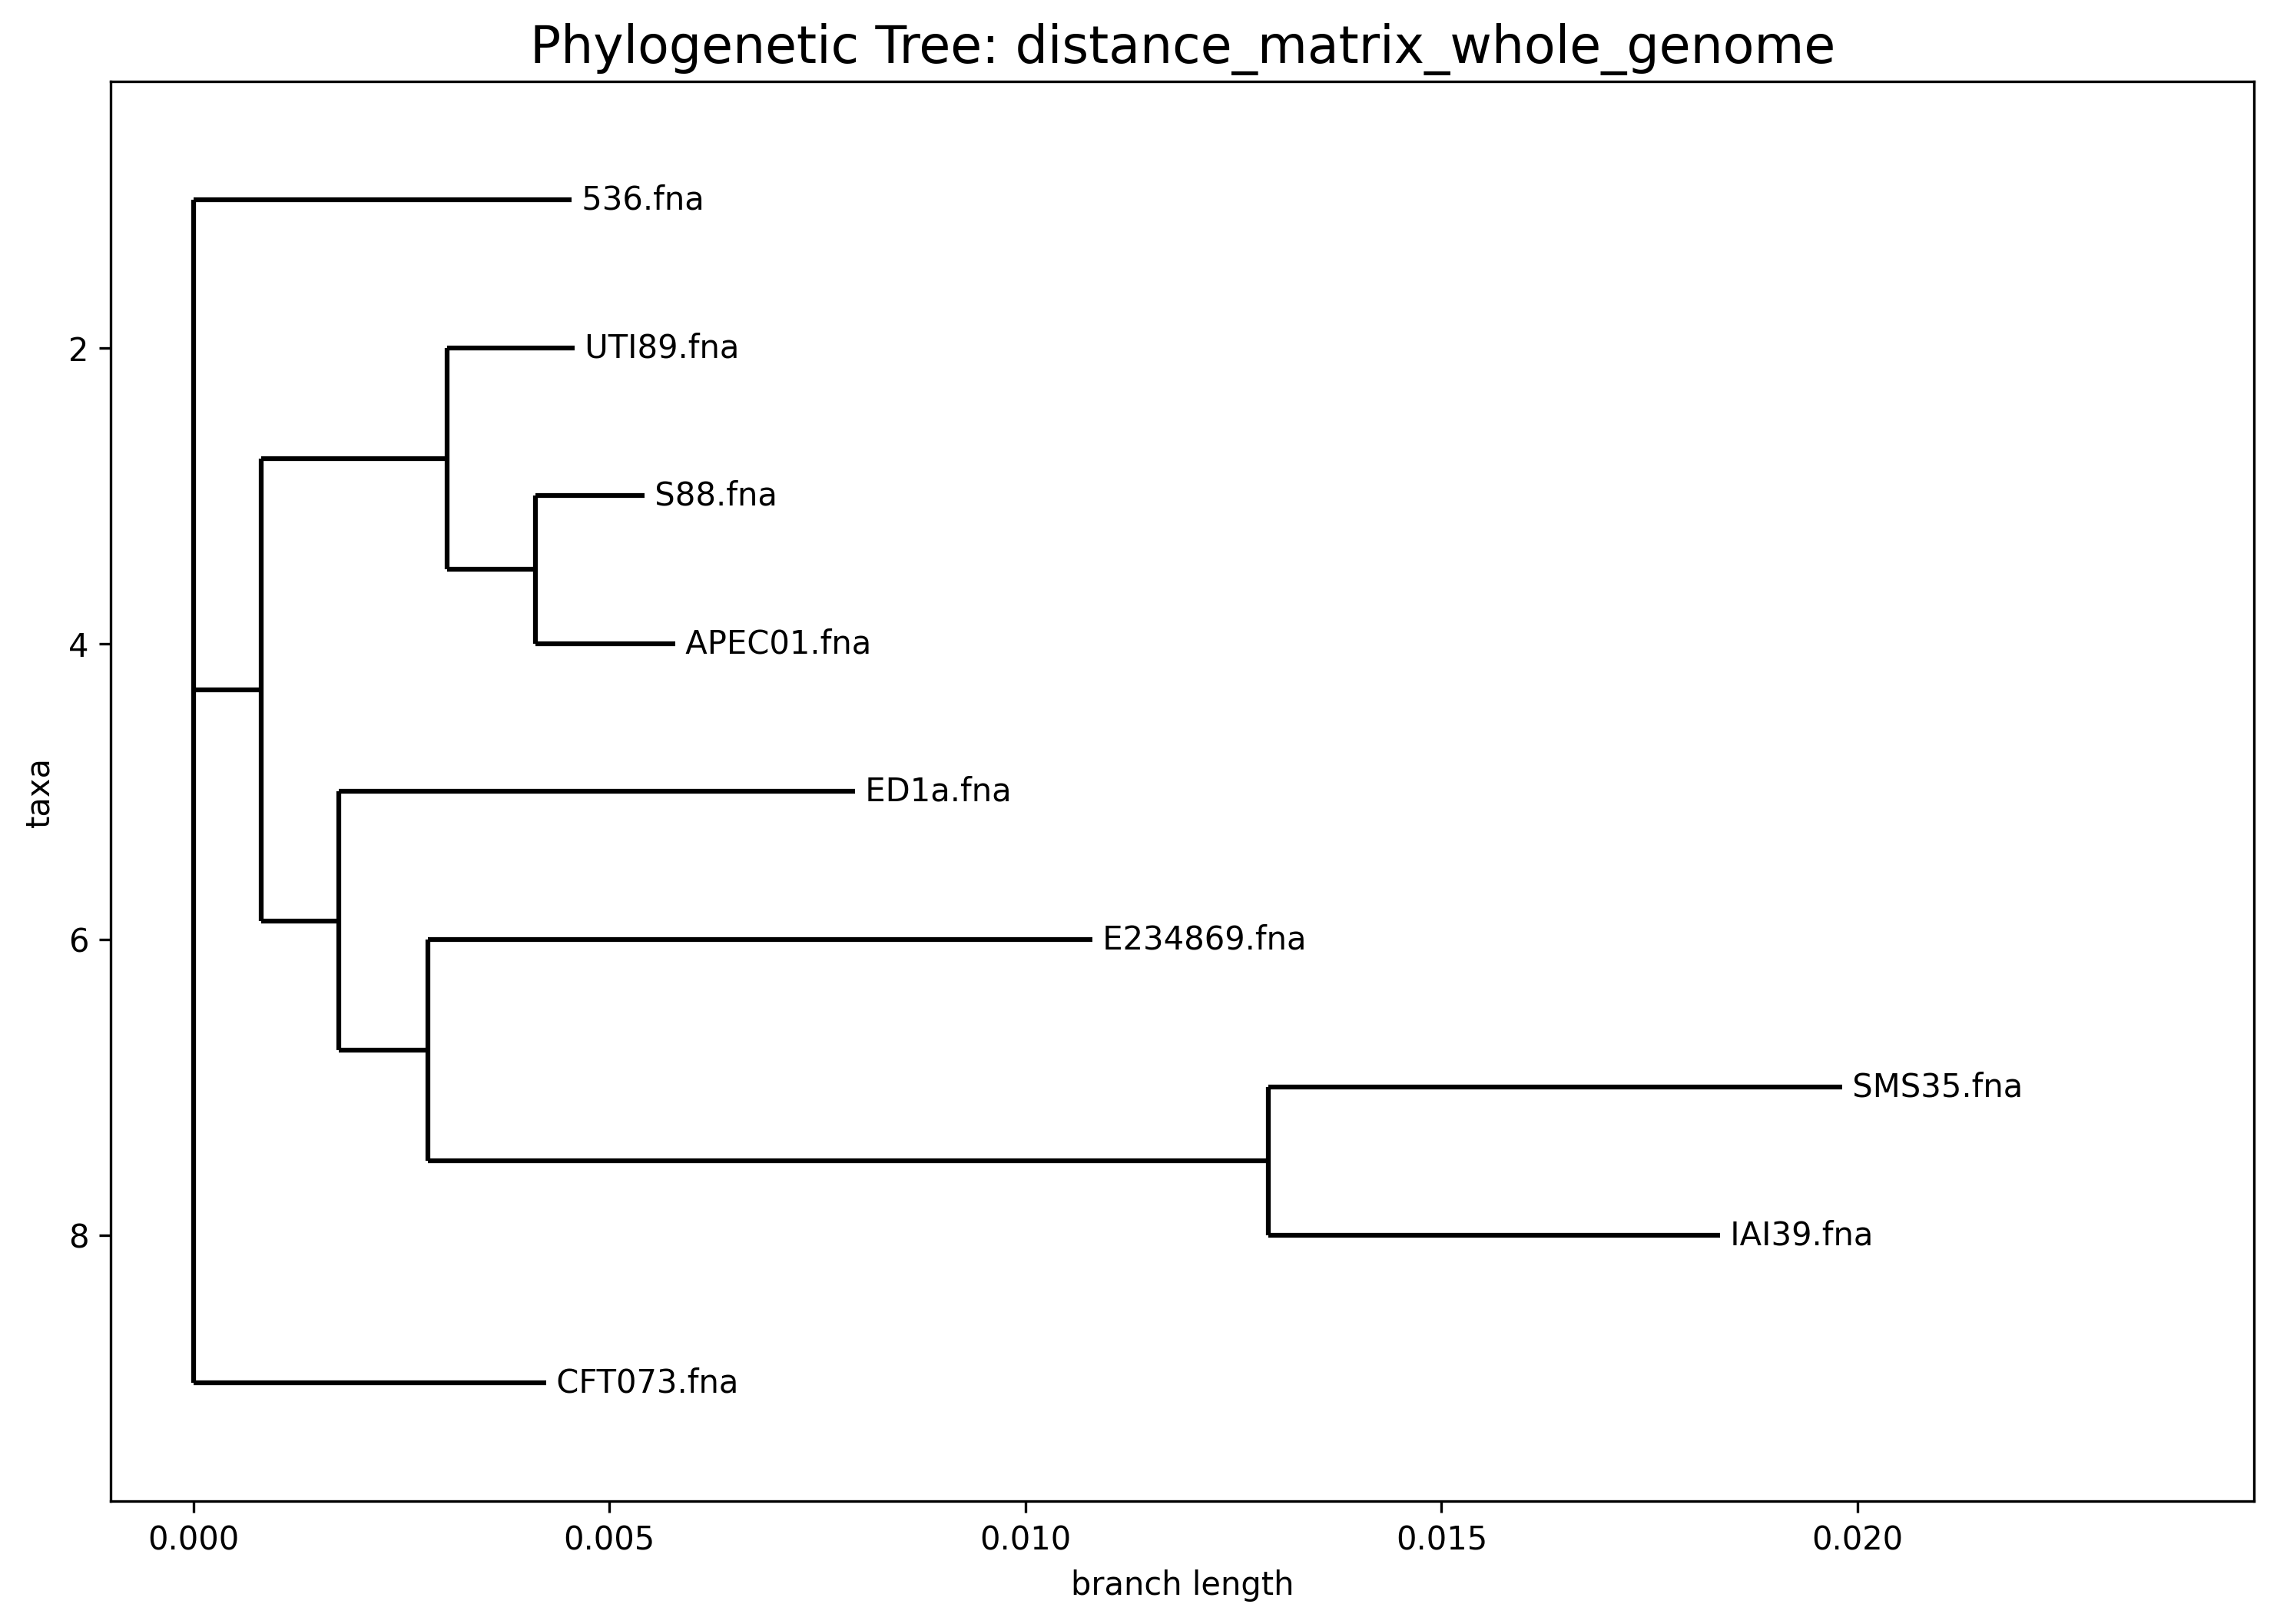 Phylogenetic Tree: distance_matrix_whole_genome
536.fna
UTI89.fna
2
S88.fna
4
APEC01.fna
taxa
ED1a.fna
6
E234869.fna
SMS35.fna
8
IAI39.fna
CFT073.fna
0.000 0.005 0.010 0.015 0.020
branch length